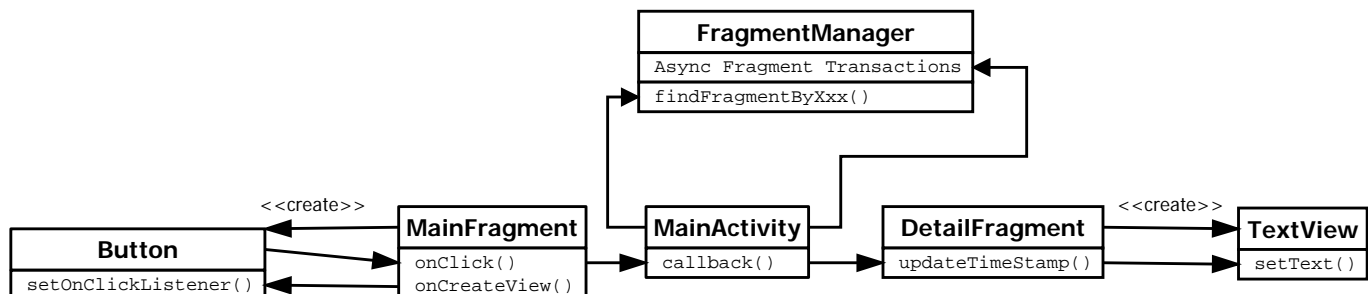 FragmentManager
Async Fragment Transactions
findFragmentByXxx()
<<create>>
Button
setOnClickListener()
MainFragment
onClick()
onCreateView()
MainActivity
callback()
DetailFragment
updateTimeStamp()
<<create>>
TextView
setText()